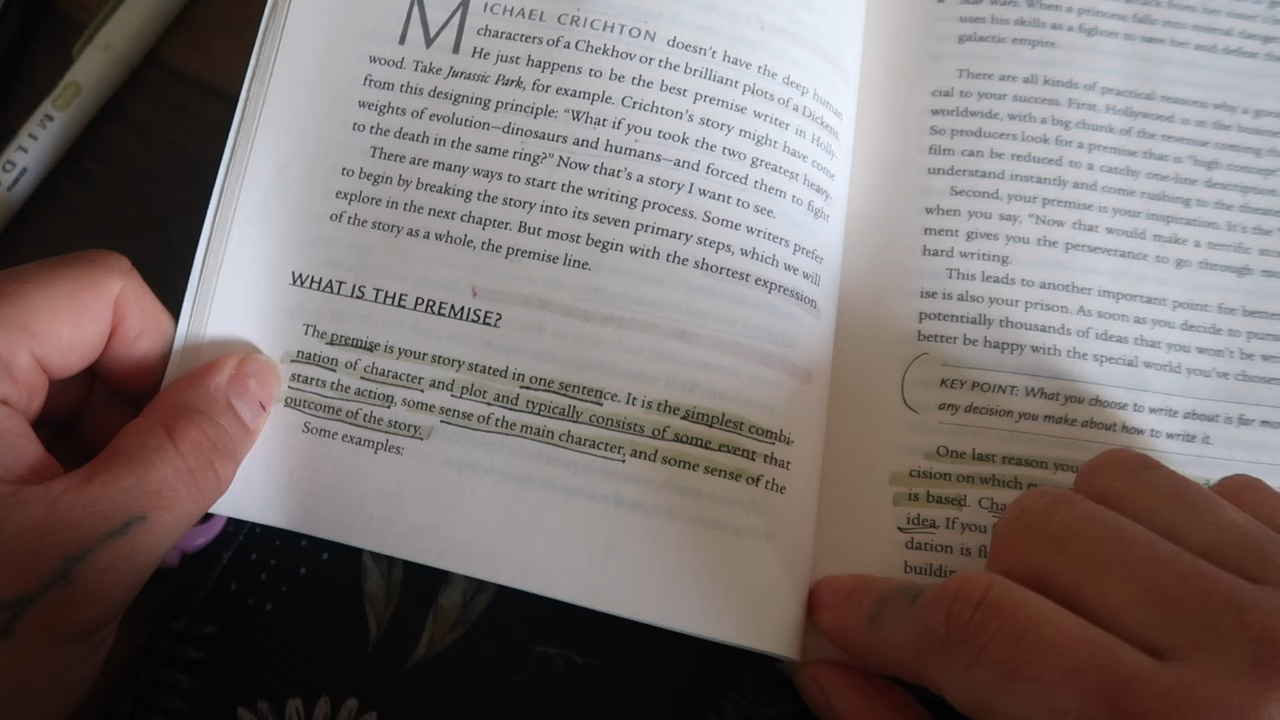 MILD
MICHAEL CRICHTON doesn't have the deep human
characters of a Chekhov or the brilliant plots of a Dickens.
He just happens to be the best premise writer in Holly-
wood. Take Jurassic Park, for example. Crichton's story might have come
from this designing principle: "What if you took the two greatest heavy-
weights of evolution—dinosaurs and humans—and forced them to fight
to the death in the same ring?" Now that's a story I want to see.
There are many ways to start the writing process. Some writers prefer
to begin by breaking the story into its seven primary steps, which we will
explore in the next chapter. But most begin with the shortest expression
of the story as a whole, the premise line.
WHAT IS THE PREMISE?
The premise is your story stated in one sentence. It is the simplest combi-
nation of character and plot and typically consists of some event that
starts the action, some sense of the main character, and some sense of the
outcome of the story.
Some examples:
Star Wars: When a princess falls into mortal
uses his skills as a fighter to save her and defeat
galactic empire.
There are all kinds of practical reasons why a
cial to your success. First, Hollywood is in the
worldwide, with a big chunk of the revenue coming
So producers look for a premise that is "high
film can be reduced to a catchy one-line description
understand instantly and come rushing to the
Second, your premise is your inspiration. It's the
when you say, "Now that would make a terrific
ment gives you the perseverance to go through
hard writing.
This leads to another important point: for better
ise is also your prison. As soon as you decide to
potentially thousands of ideas that you won't be
better be happy with the special world you've chosen
KEY POINT: What you choose to write about is far
any decision you make about how to write it.
One last reason you
cision on which
is based.
idea. If you
dation is